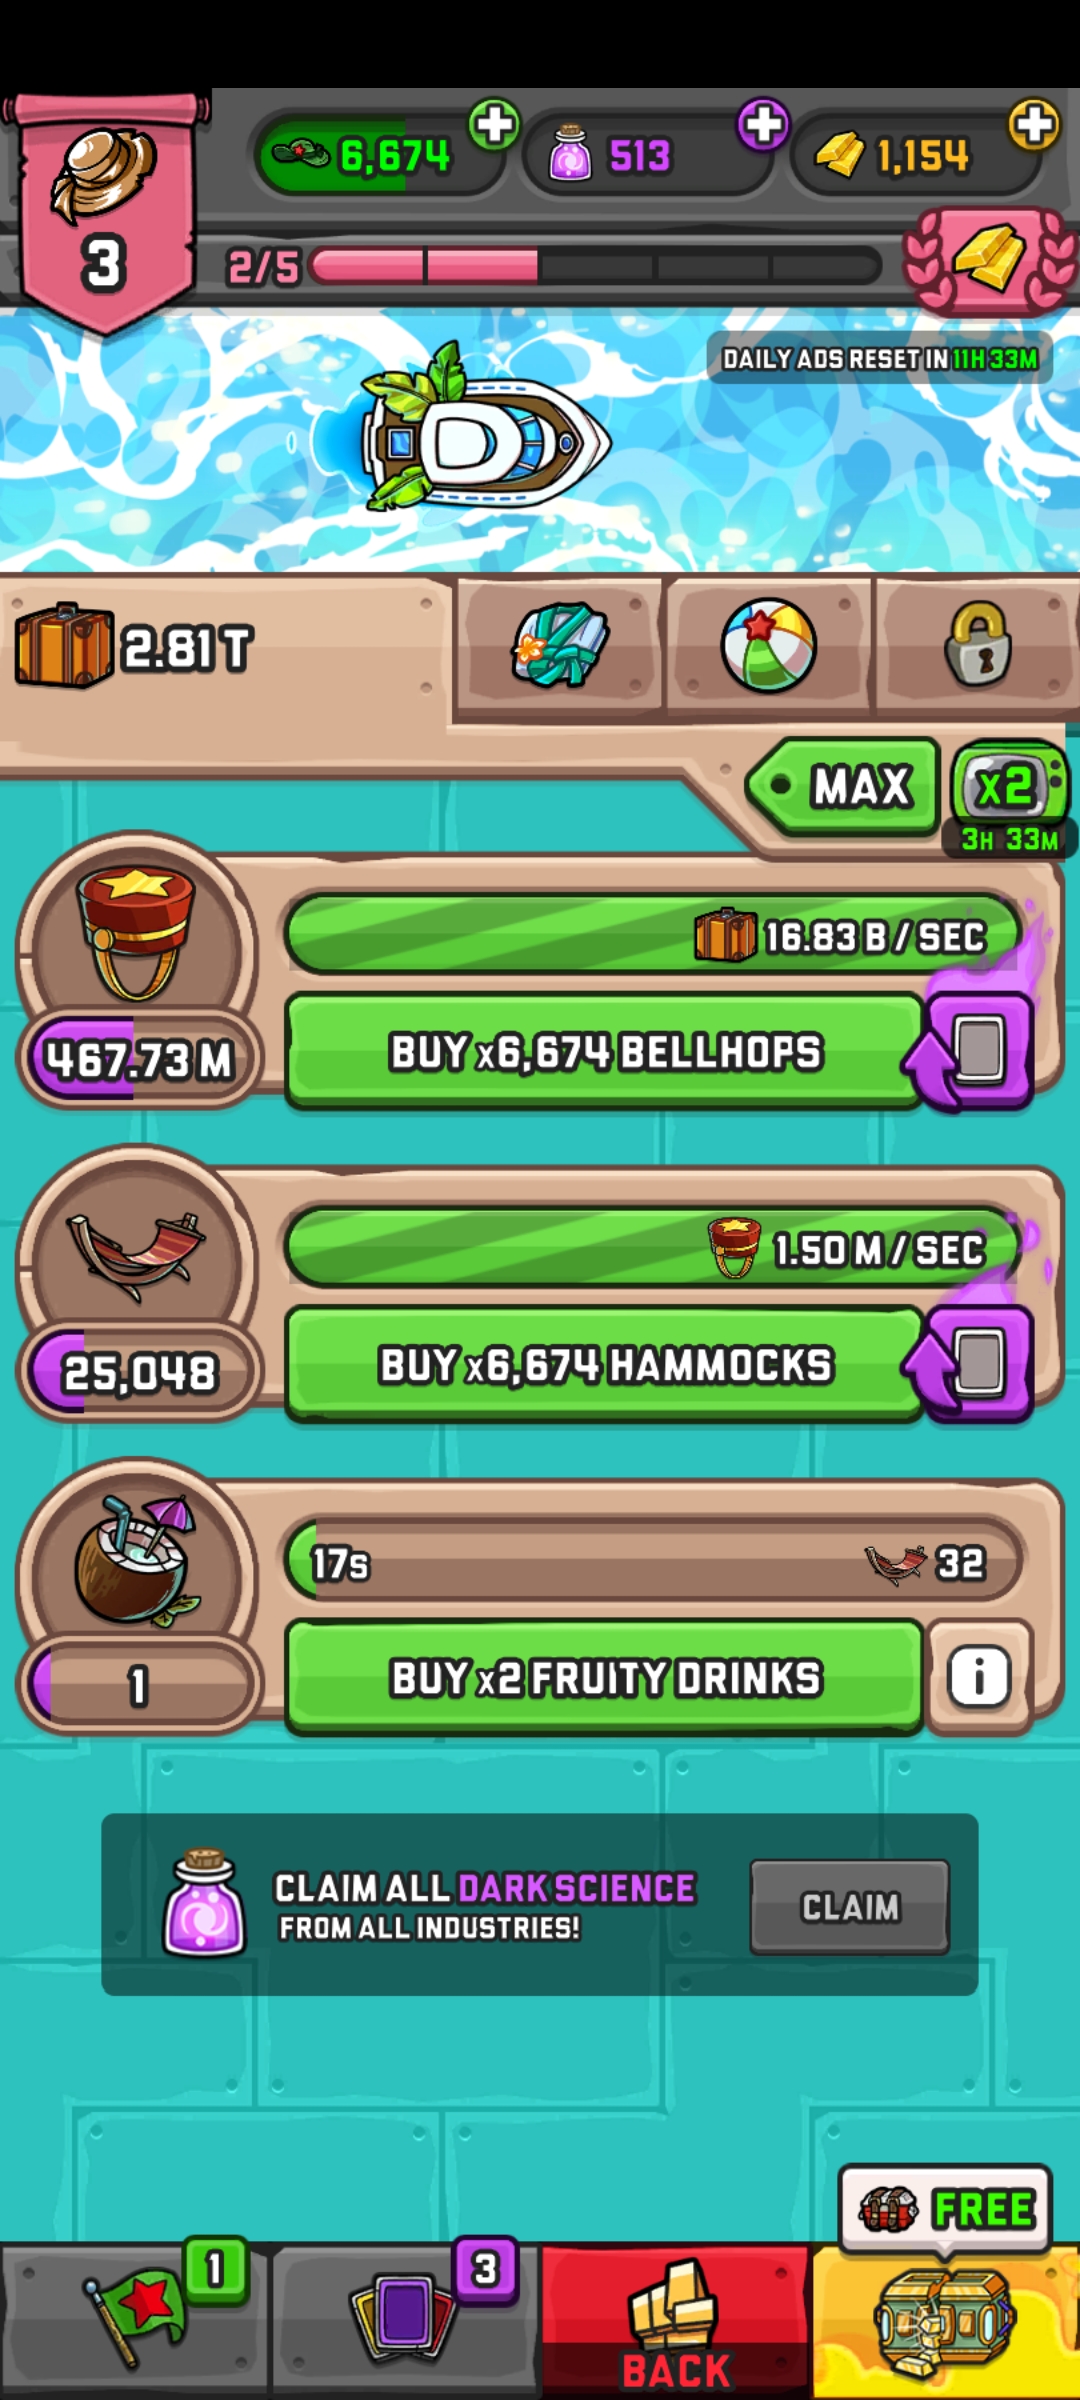 6,674
513
1,154
3
2/5
DAILY ADS RESET IN 11H 33M
2.81 T
MAX
X2
3H 33M
16.83 B / SEC
467.73 M
BUY x6,674 BELLHOPS
1.50 M / SEC
25,048
BUY x6,674 HAMMOCKS
17s
32
1
BUY x2 FRUITY DRINKS
i
CLAIM ALL DARK SCIENCE
FROM ALL INDUSTRIES!
CLAIM
FREE
1
3
BACK